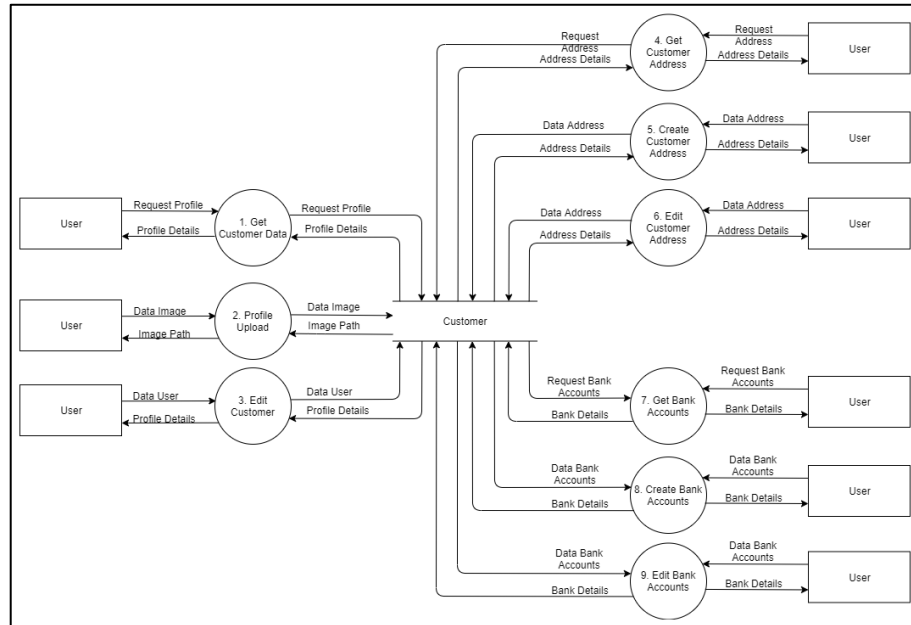 Request
Address
Address Details
4. Get
Customer
Address
Request
Address
Address Details
User
Data Address
Address Details
5. Create
Customer
Address
Data Address
Address Details
User
User
Request Profile
Profile Details
1. Get
Customer Data
Request Profile
Profile Details
Data Address
Address Details
6. Edit
Customer
Address
Data Address
Address Details
User
User
Data Image
Image Path
2. Profile
Upload
Data Image
Image Path
Customer
User
Data User
Profile Details
3. Edit
Customer
Data User
Profile Details
Request Bank
Accounts
Bank Details
7. Get Bank
Accounts
Request Bank
Accounts
Bank Details
User
Data Bank
Accounts
Bank Details
8. Create Bank
Accounts
Data Bank
Accounts
Bank Details
User
Data Bank
Accounts
Bank Details
9. Edit Bank
Accounts
Data Bank
Accounts
Bank Details
User